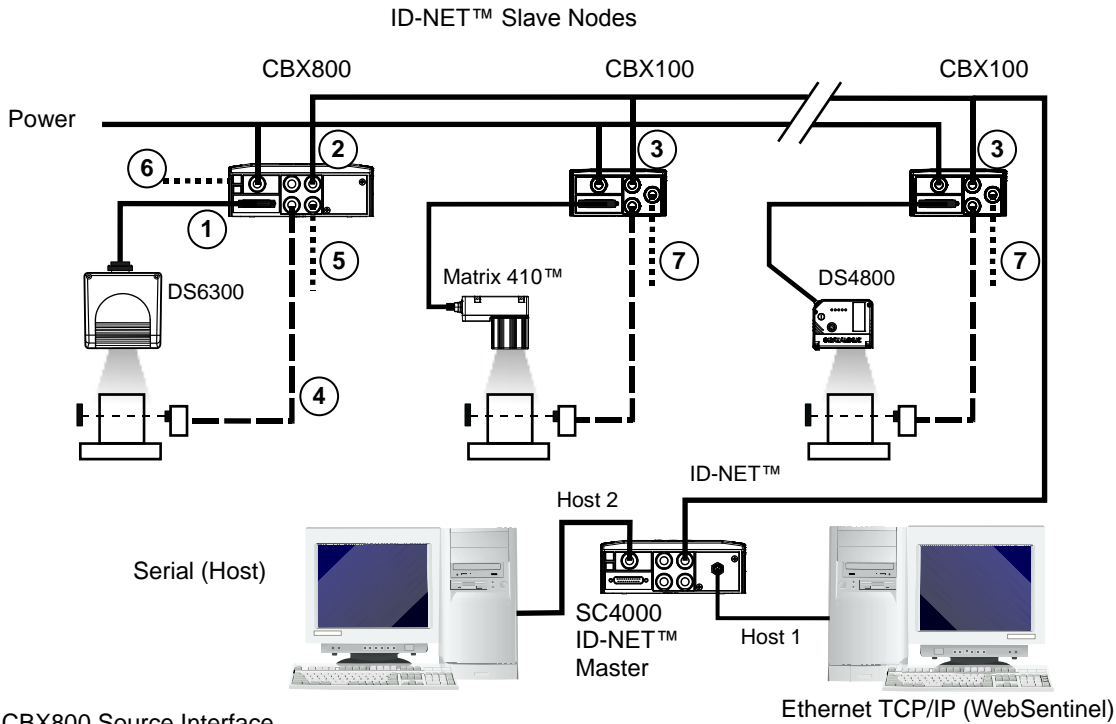 ID-NET™ Slave Nodes
CBX800
CBX100
CBX100
Power
2
3
3
6
1
5
7
7
DS6300
Matrix 410™
DS4800
DATALOGIC
4
ID-NET™
Host 2
Serial (Host)
SC4000
ID-NET™
Master
Host 1
Ethernet TCP/IP (WebSentinel)
CBX800 Source Interface